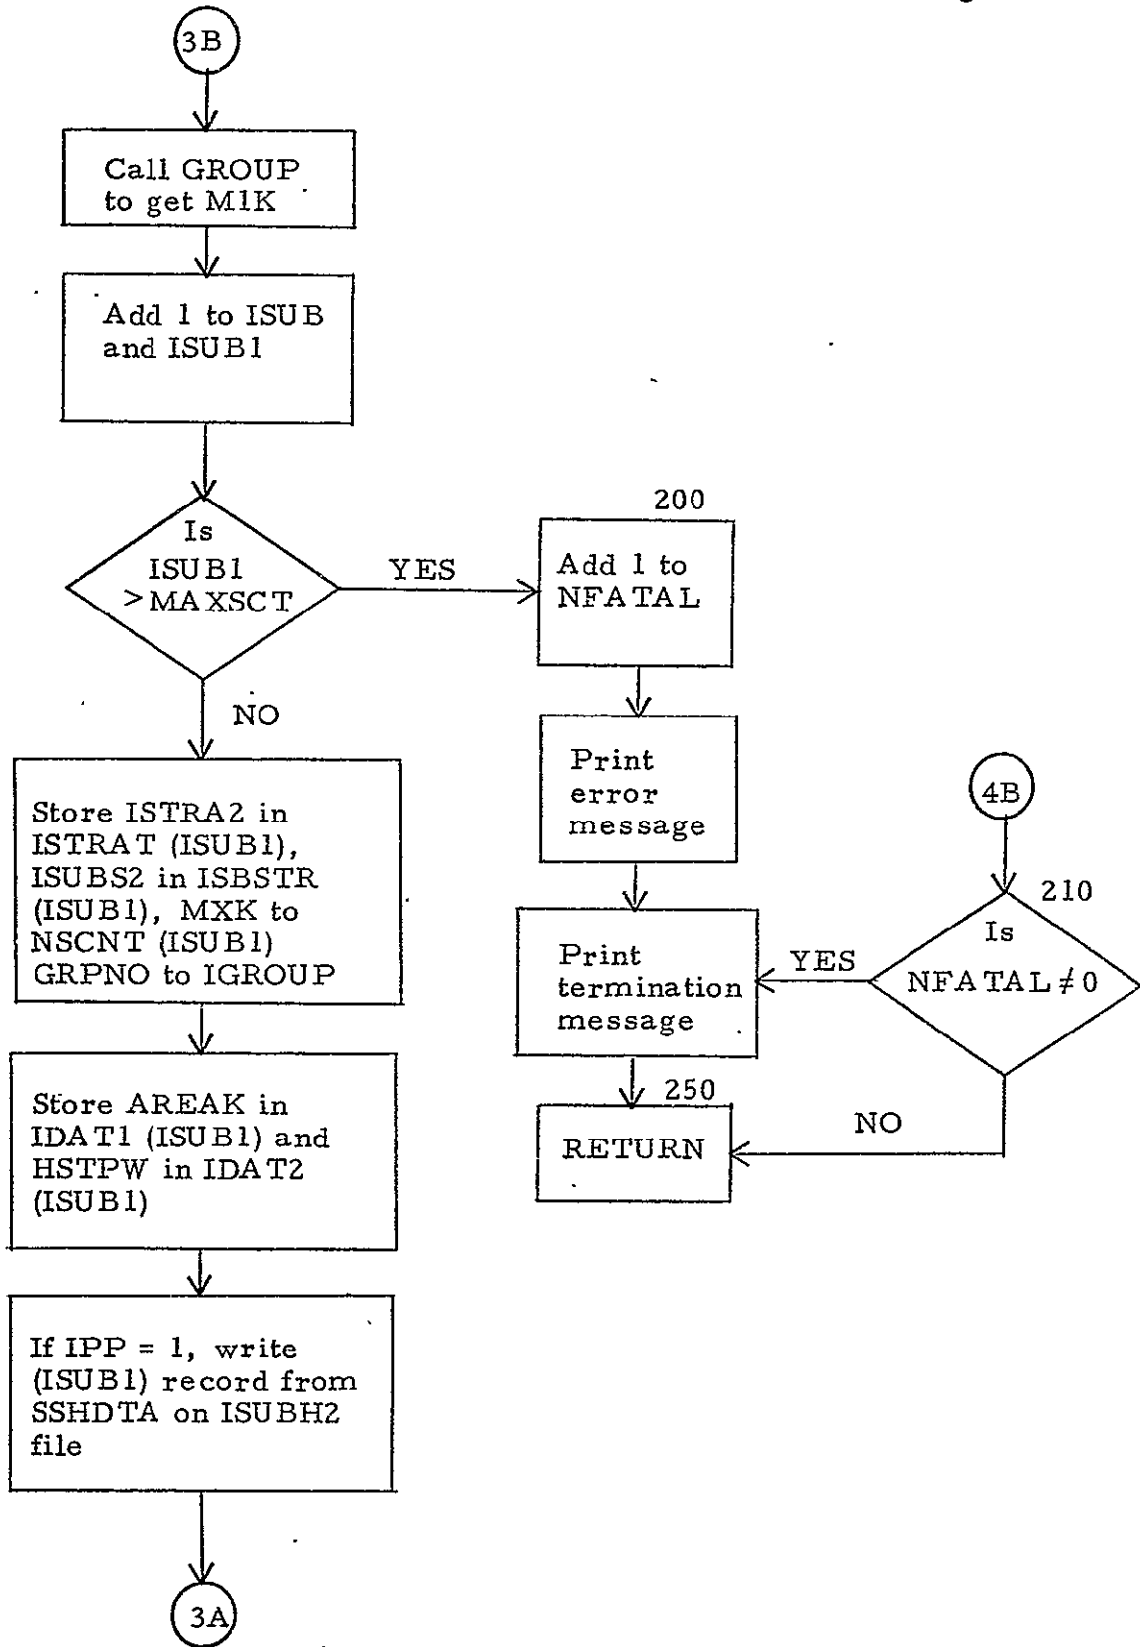 3B
Call GROUP
to get M1K
Add 1 to ISUB
and ISUB1
Is
ISUB1
>MAXSCT
YES
NO
200
Add 1 to
NFATAL
Print
error
message
Store ISTRA2 in
ISTRAT (ISUB1),
ISUBS2 in ISBSTR
(ISUB1), MXK to
NSCNT (ISUB1)
GRPNO to IGROUP
4B
210
Is
NFATAL≠0
YES
NO
Print
termination
message
250
RETURN
Store AREAK in
IDAT1 (ISUB1) and
HSTPW in IDAT2
(ISUB1)
If IPP = 1, write
(ISUB1) record from
SSHDTA on ISUBH2
file
3A